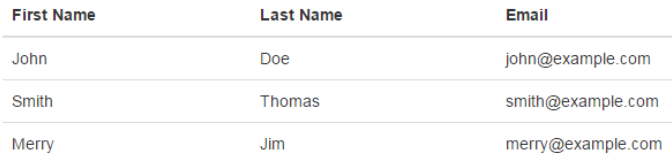 First Name Last Name Email
John Doe john@example.com
Smith Thomas smith@example.com
Merry Jim merry@example.com